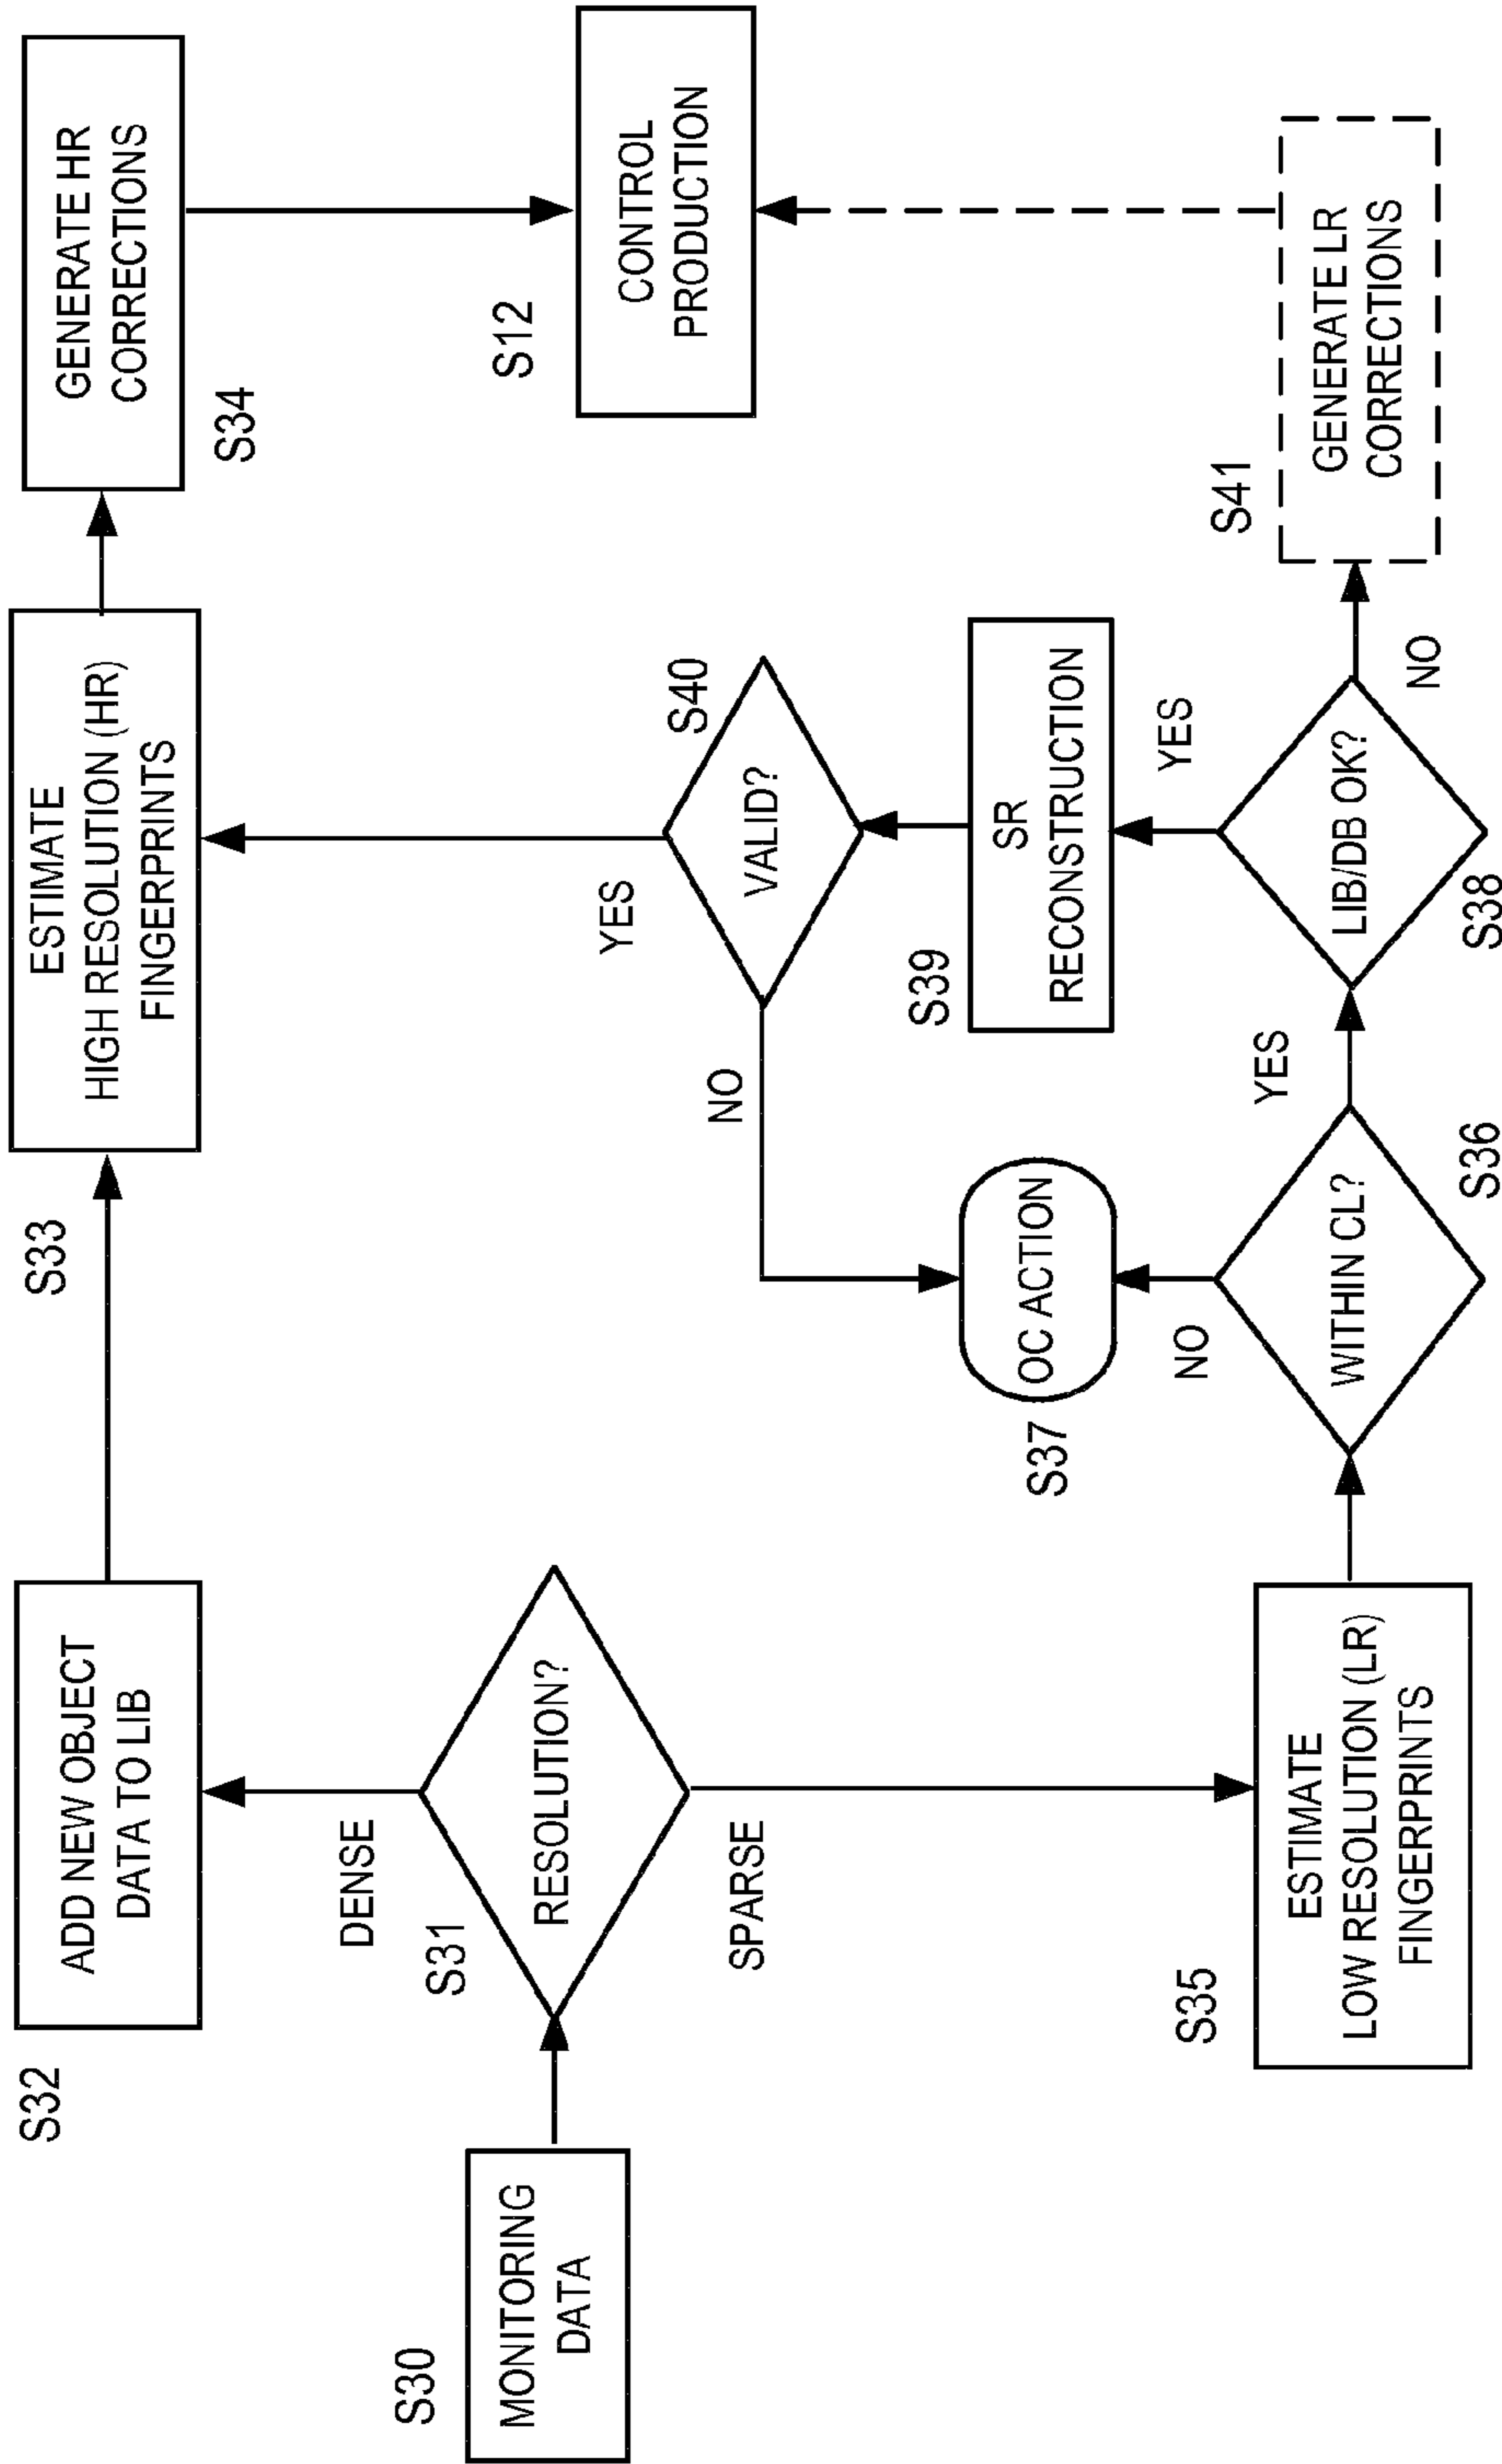 S30
MONITORING
DATA
S31
RESOLUTION?
DENSE
SPARSE
S32
ADD NEW OBJECT
DATA TO LIB
S33
ESTIMATE
HIGH RESOLUTION (HR)
FINGERPRINTS
S34
GENERATE HR
CORRECTIONS
S12
CONTROL
PRODUCTION
S35
ESTIMATE
LOW RESOLUTION (LR)
FINGERPRINTS
S36
WITHIN CL?
NO
YES
S37
OC ACTION
S38
LIB/DB OK?
YES
NO
S39
SR
RECONSTRUCTION
S40
VALID?
YES
NO
S41
GENERATE LR
CORRECTIONS